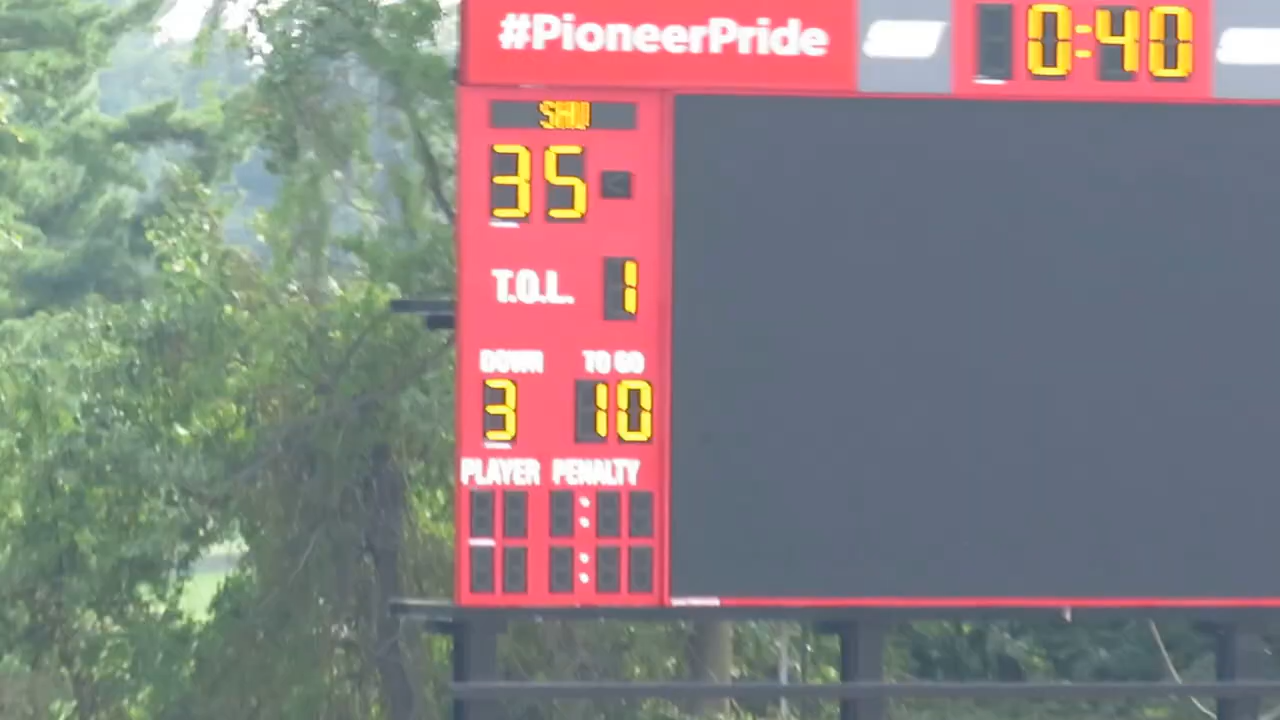 #PioneerPride
0:40
SHU
35
T.O.L. 1
DOWN TO GO
3 10
PLAYER PENALTY